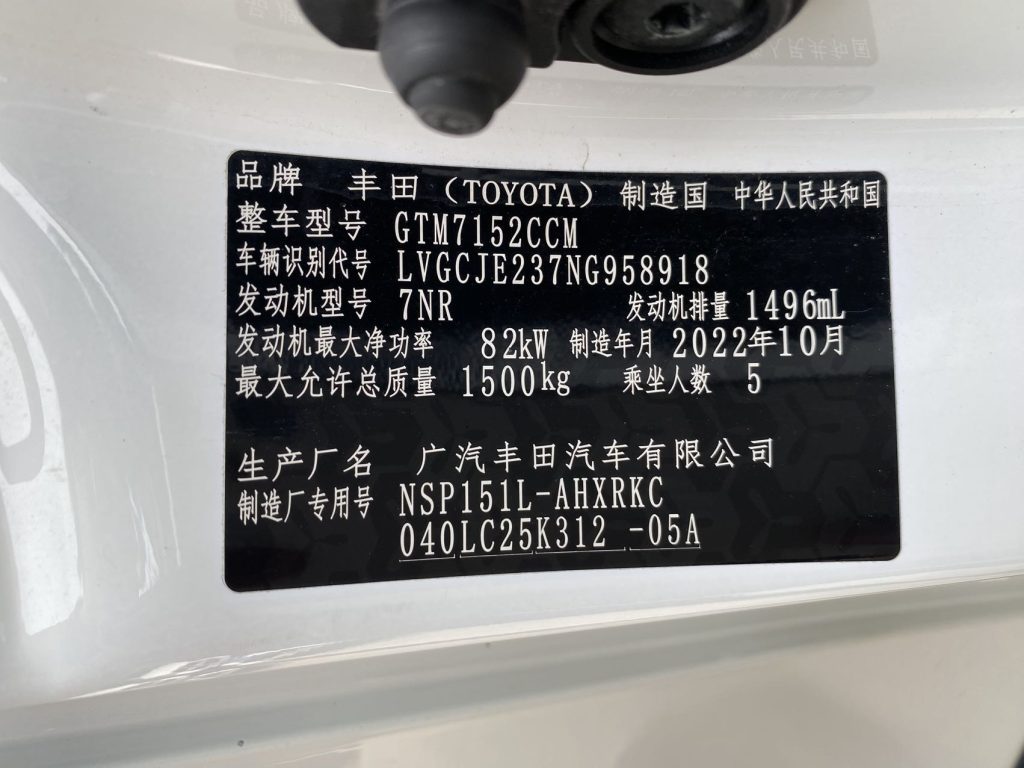 品牌 丰田（TOYOTA）制造国 中华人民共和国
整车型号 GTM7152CCM
车辆识别代号 LVGCJE237NG958918
发动机型号 7NR 发动机排量 1496mL
发动机最大净功率 82kW 制造年月 2022年10月
最大允许总质量 1500kg 乘坐人数 5
生产厂名 广汽丰田汽车有限公司
制造厂专用号 NSP151L-AHXRKC
040LC25K312 -05A